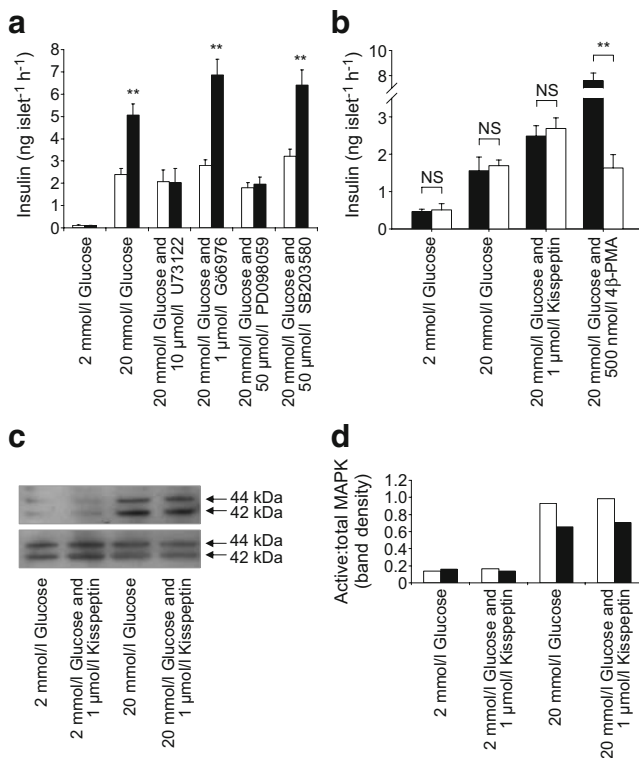 a
Insulin (ng islet⁻¹ h⁻¹)
8
7
6
5
4
3
2
1
0
**
**
**
2 mmol/l Glucose
20 mmol/l Glucose
20 mmol/l Glucose and
10 µmol/l U73122
20 mmol/l Glucose and
1 µmol/l Gö6976
20 mmol/l Glucose and
50 µmol/l PD098059
20 mmol/l Glucose and
50 µmol/l SB203580
b
Insulin (ng islet⁻¹ h⁻¹)
10
8
6
3
2
1
0
NS
NS
NS
**
2 mmol/l Glucose
20 mmol/l Glucose
20 mmol/l Glucose and
1 µmol/l Kisspeptin
20 mmol/l Glucose and
500 nmol/l 4β-PMA
c
44 kDa
42 kDa
44 kDa
42 kDa
2 mmol/l Glucose
2 mmol/l Glucose and
1 µmol/l Kisspeptin
20 mmol/l Glucose
20 mmol/l Glucose and
1 µmol/l Kisspeptin
d
Active:total MAPK
(band density)
1.2
1.0
0.8
0.6
0.4
0.2
0
2 mmol/l Glucose
2 mmol/l Glucose and
1 µmol/l Kisspeptin
20 mmol/l Glucose
20 mmol/l Glucose and
1 µmol/l Kisspeptin